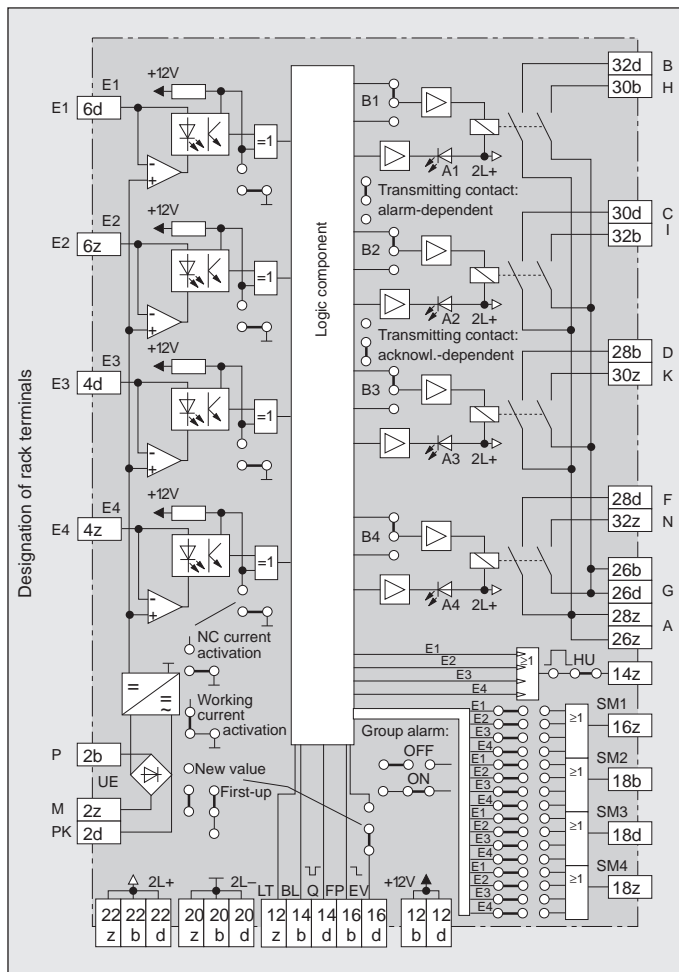 Designation of rack terminals
E1
+12V
E1
6d
=1
- +
E2
+12V
E2
6z
=1
- +
E3
+12V
E3
4d
=1
- +
E4
+12V
E4
4z
=1
- +
NC current
activation
Working
current
activation
New value
First-up
=
=
~
P
2b
UE
M
2z
PK
2d
Logic component
B1
A1
2L+
Transmitting contact:
alarm-dependent
B2
A2
2L+
Transmitting contact:
acknowl.-dependent
B3
A3
2L+
B4
A4
2L+
32d
B
30b
H
30d
C
32b
I
28b
D
30z
K
28d
F
32z
N
26b
26d
G
28z
A
26z
E1
E2
E3
E4
≥1
HU
14z
Group alarm:
OFF
ON
E1
E2
E3
E4
≥1
SM1
16z
E1
E2
E3
E4
≥1
SM2
18b
E1
E2
E3
E4
≥1
SM3
18d
E1
E2
E3
E4
≥1
SM4
18z
2L+
22 22 22
z b d
2L–
20 20 20
z b d
LT BL Q FP EV
12 14 14 16 16
z b d b d
+12V
12 12
b d